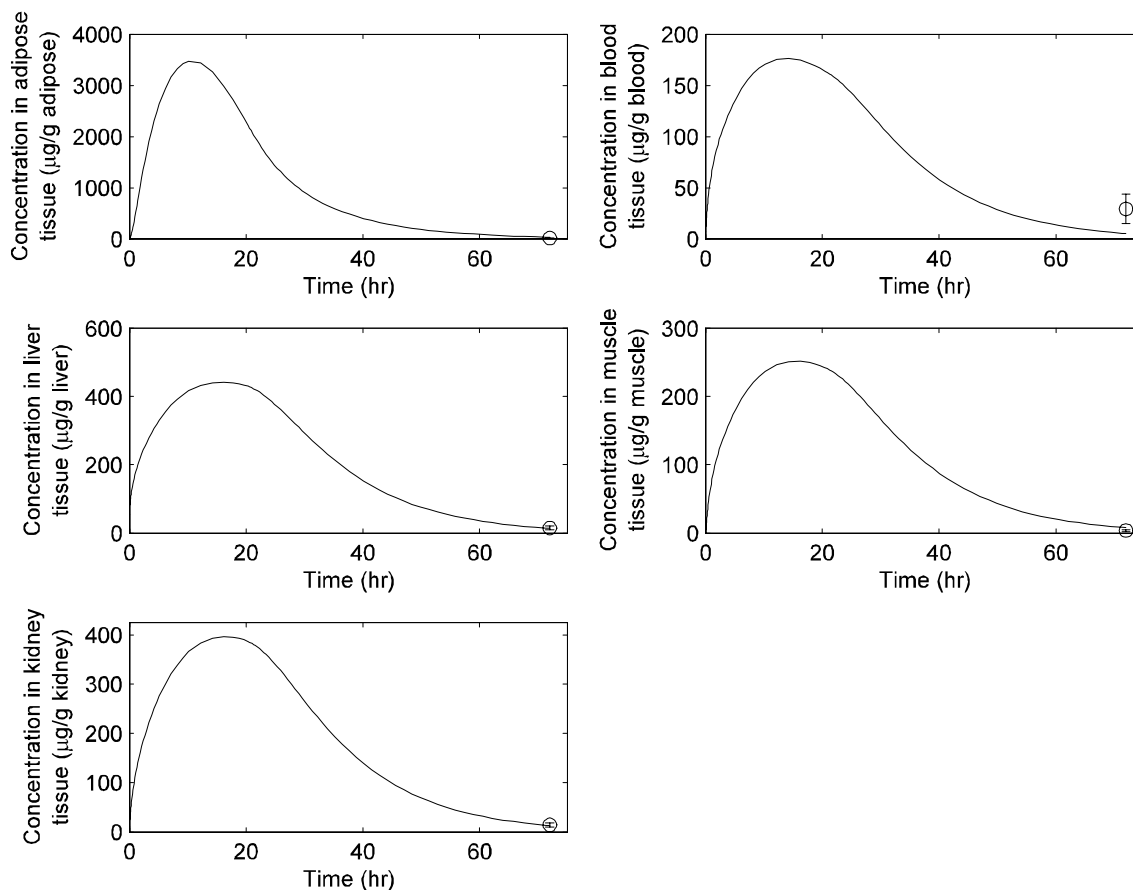 Concentration in adipose
tissue (μg/g adipose)
4000
3000
2000
1000
0
0 20 40 60
Time (hr)
Concentration in blood
tissue (μg/g blood)
200
150
100
50
0
0 20 40 60
Time (hr)
Concentration in liver
tissue (μg/g liver)
600
400
200
0
0 20 40 60
Time (hr)
Concentration in muscle
tissue (μg/g muscle)
300
200
100
0
0 20 40 60
Time (hr)
Concentration in kidney
tissue (μg/g kidney)
400
300
200
100
0
0 20 40 60
Time (hr)